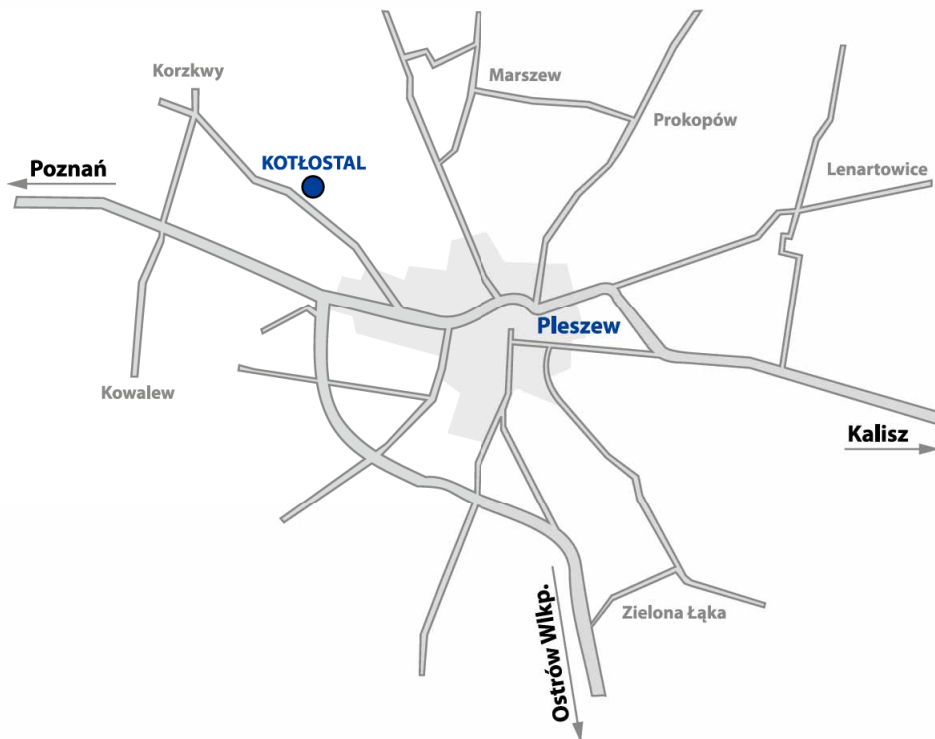 Korzkwy
Marszew
Prokopów
Poznań
KOTŁOSTAL
Lenartowice
Pleszew
Kowalew
Kalisz
Zielona Łąka
Ostrów Wlkp.